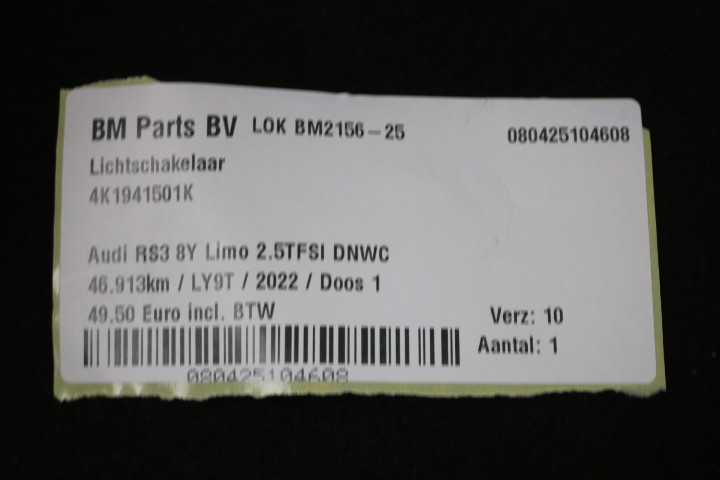 BM Parts BV LOK BM2156-25 080425104608
Lichtschakelaar
4K1941501K
Audi RS3 8Y Limo 2.5TFSI DNWC
46.913km / LY9T / 2022 / Doos 1
49.50 Euro incl. BTW
Verz: 10
Aantal: 1
080425104608